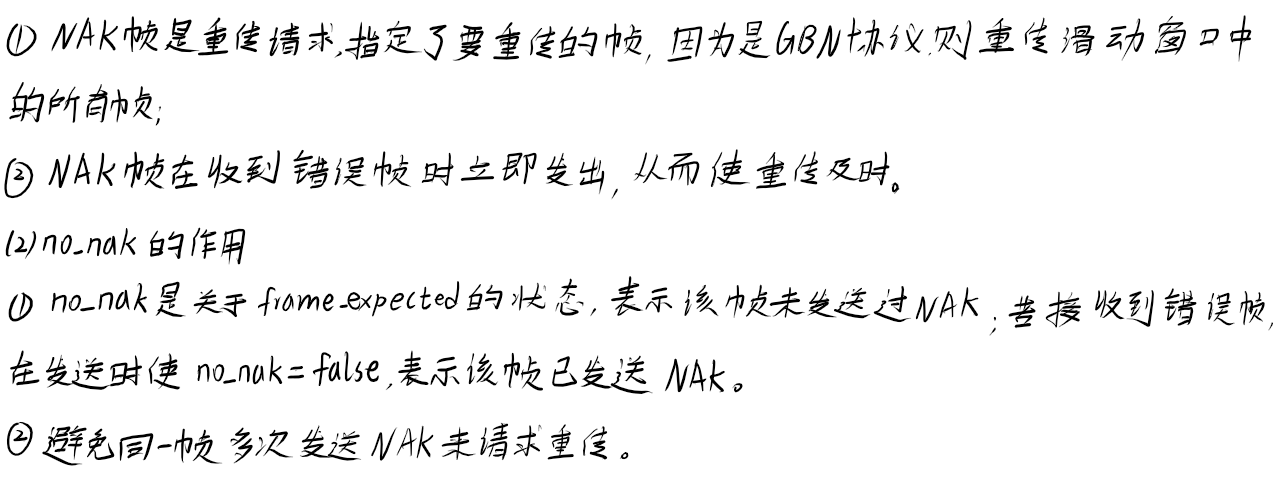 ① NAK帧是重传请求,指定了要重传的帧,因为是GBN协议,则重传滑动窗口中
的所有帧;
② NAK帧在收到错误帧时立即发出,从而使重传及时。
(2)no_nak的作用
① no_nak是关于frame_expected的状态,表示该帧未发送过NAK;若接收到错误帧,
在发送时使 no_nak=false,表示该帧已发送 NAK。
② 避免同一帧多次发送NAK来请求重传。